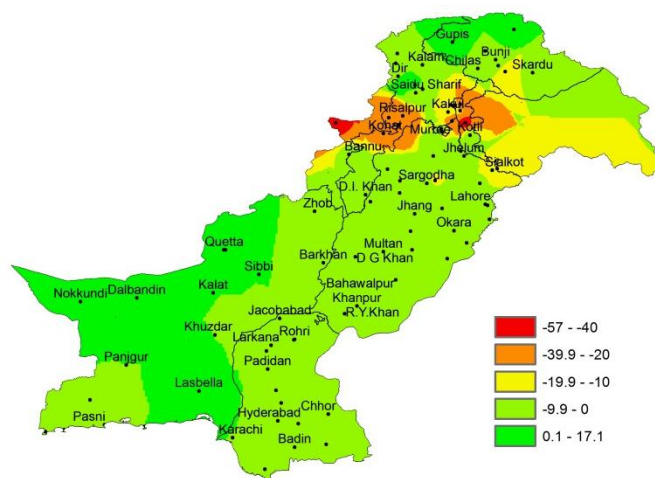 Gupis
Kalam
Chilas
Bunji
Skardu
Dir
Saidu Sharif
Risalpur
Kakul
Kohat
Murree
Kotli
Bannu
Jhelum
Sialkot
Sargodha
D.I. Khan
Zhob
Jhang
Lahore
Okara
Quetta
Multan
Barkhan
D G Khan
Sibbi
Kalat
Dalbandin
Nokkundi
Bahawalpur
Khanpur
R.Y.Khan
Jacobabad
Khuzdar
Larkana
Rohri
Padidan
Panjgur
Lasbella
Pasni
Hyderabad
Chhor
Karachi
Badin
-57 - -40
-39.9 - -20
-19.9 - -10
-9.9 - 0
0.1 - 17.1